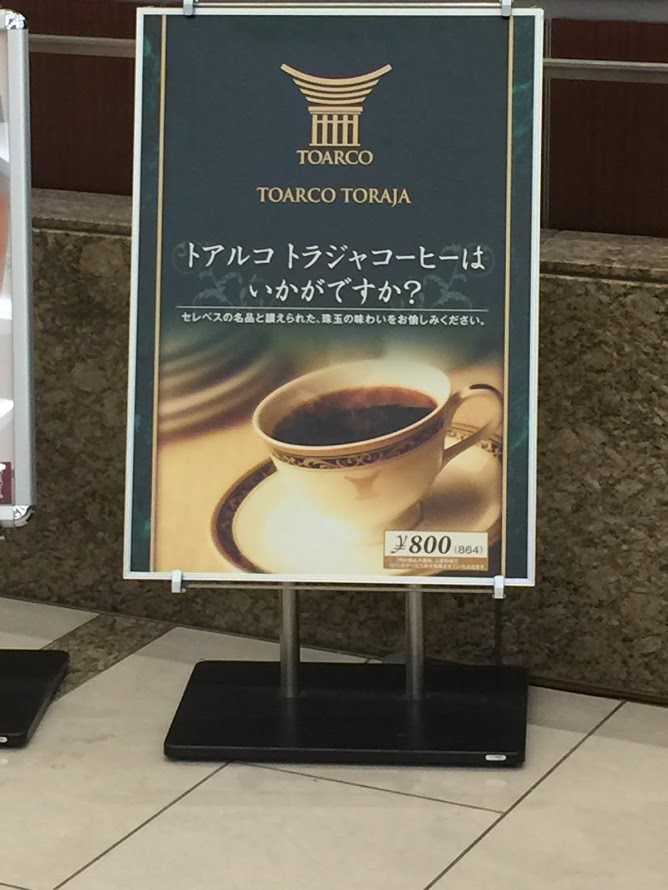 TOARCO
TOARCO TORAJA
トアルコ トラジャコーヒーは
いかがですか?
セレベスの名品と讃えられた、珠玉の味わいをお愉しみください。
¥800(864)